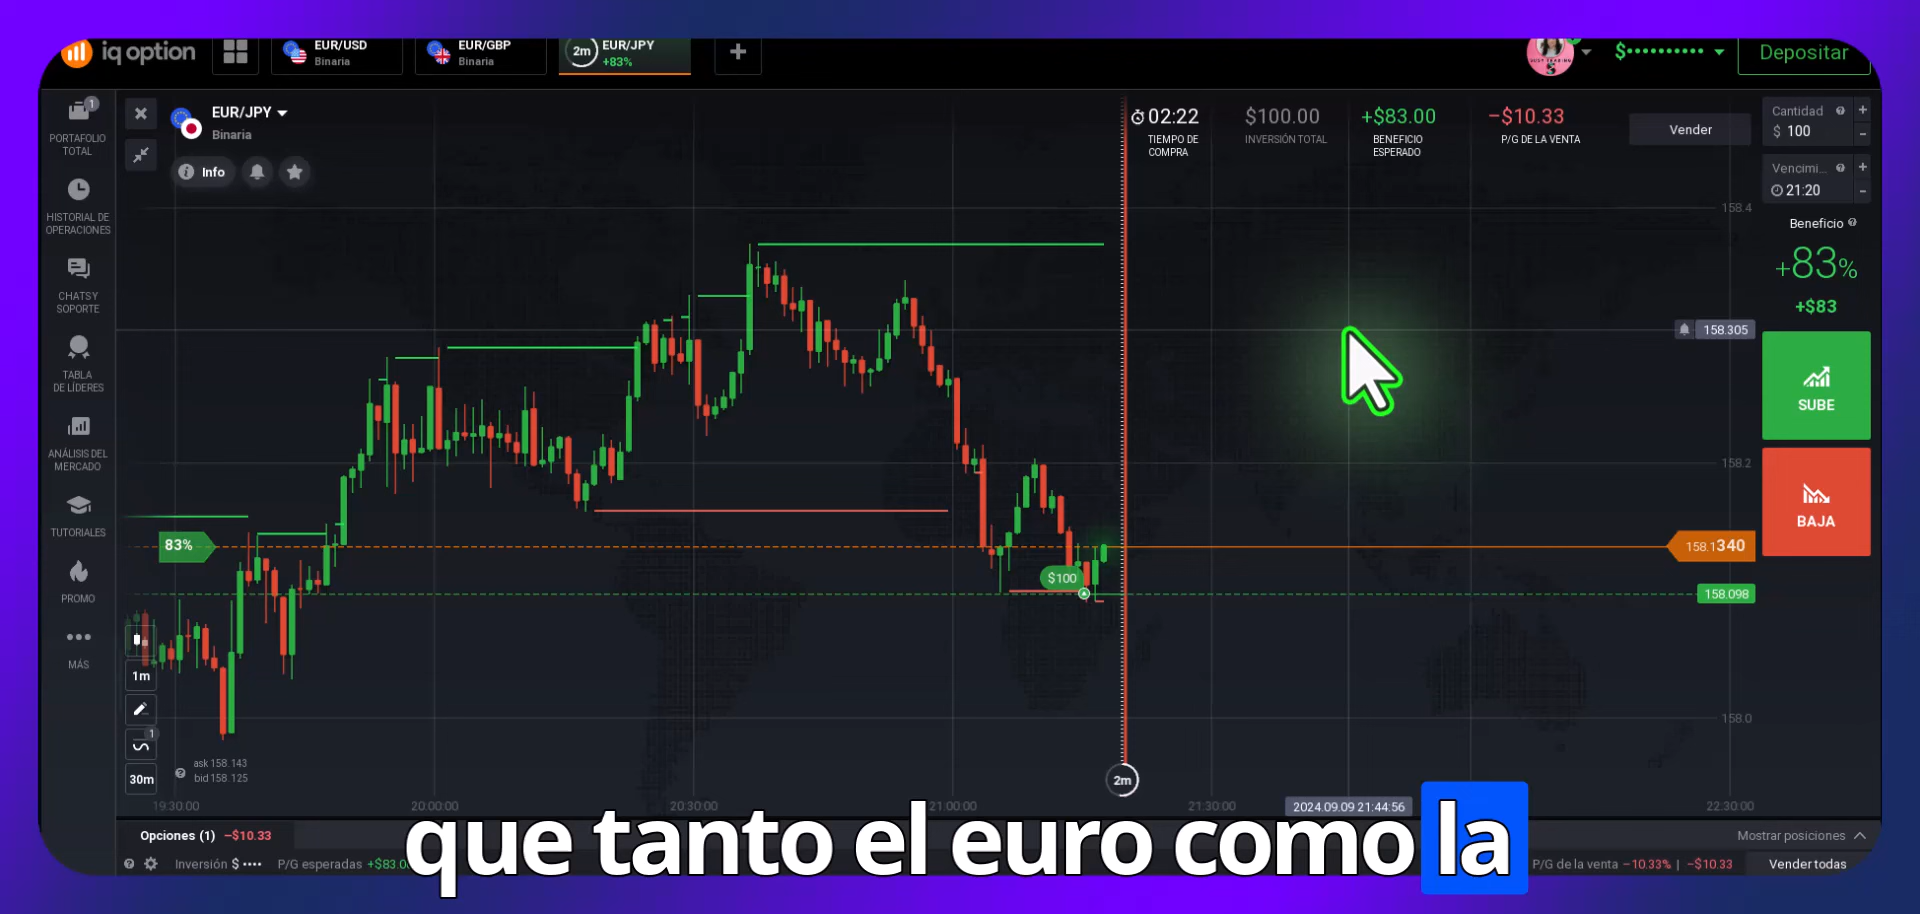 iq option
EUR/USD
Binaria
EUR/GBP
Binaria
2m
EUR/JPY
+83%
+
$••••••••••
Depositar
1
PORTAFOLIO
TOTAL
HISTORIAL DE
OPERACIONES
CHATS Y
SOPORTE
TABLA
DE LÍDERES
ANÁLISIS DEL
MERCADO
TUTORIALES
PROMO
MÁS
EUR/JPY
Binaria
Info
02:22
TIEMPO DE
COMPRA
$100.00
INVERSIÓN TOTAL
+$83.00
BENEFICIO
ESPERADO
−$10.33
P/G DE LA VENTA
Vender
Cantidad
$ 100
Vencimi...
21:20
Beneficio
+83%
+$83
SUBE
BAJA
158.4
158.305
158.2
158.1340
158.098
158.0
83%
$100
1m
1
30m
ask 158.143
bid 158.125
2m
19:30:00
20:00:00
20:30:00
21:00:00
21:30:00
2024.09.09 21:44:56
22:30:00
Opciones (1) −$10.33
Mostrar posiciones
Inversión $ ••••
P/G esperadas +$83.0
P/G de la venta −10.33% | −$10.33
Vender todas
que tanto el euro como la